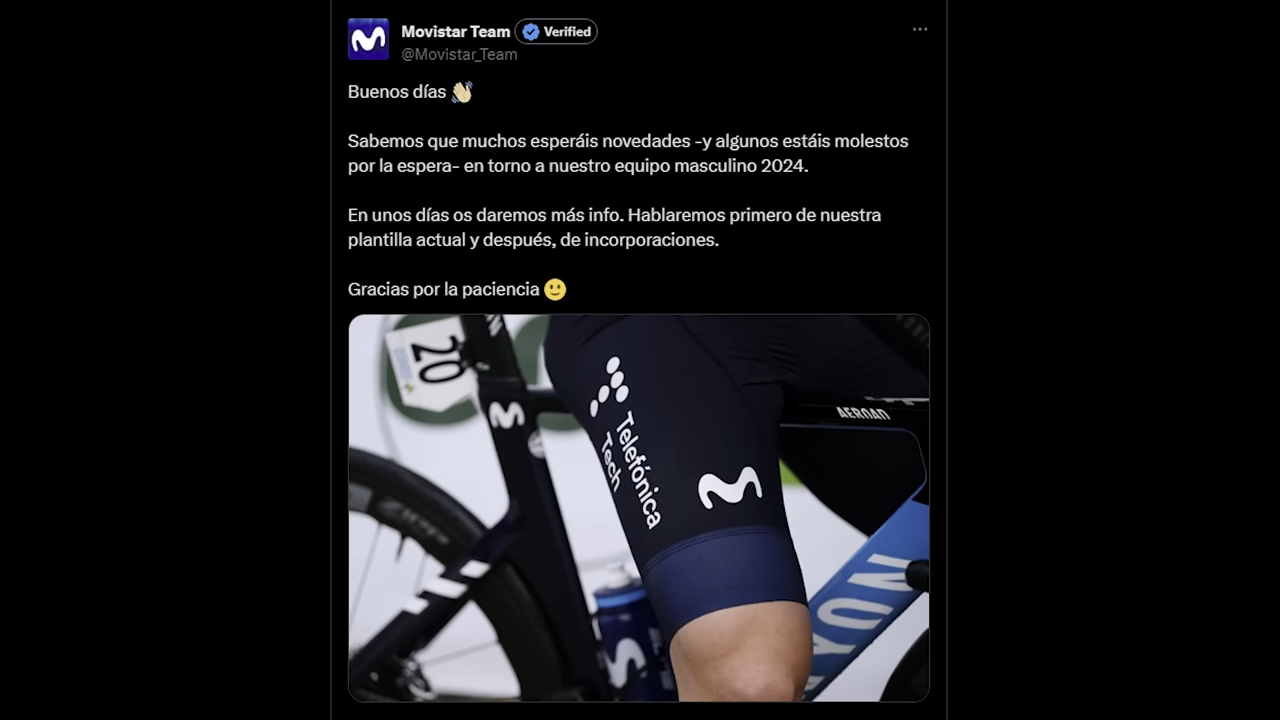 Movistar Team Verified
@Movistar_Team
Buenos días 👋🏻
Sabemos que muchos esperáis novedades -y algunos estáis molestos
por la espera- en torno a nuestro equipo masculino 2024.
En unos días os daremos más info. Hablaremos primero de nuestra
plantilla actual y después, de incorporaciones.
Gracias por la paciencia 🙂
20
Telefónica
Tech
AEROAD
YON